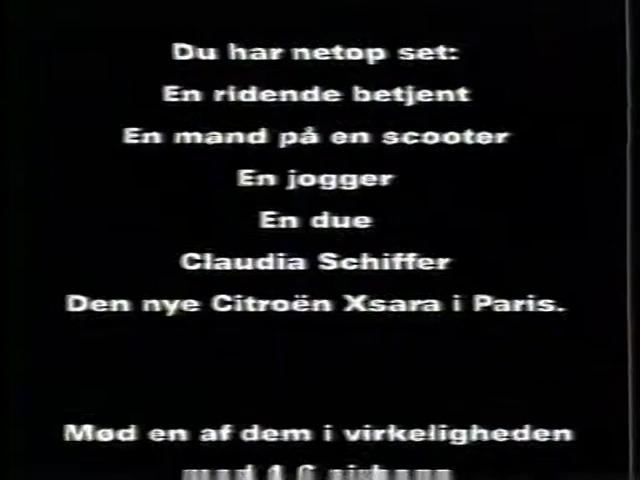 Du har netop set:
En ridende betjent
En mand på en scooter
En jogger
En due
Claudia Schiffer
Den nye Citroën Xsara i Paris.
Mød en af dem i virkeligheden